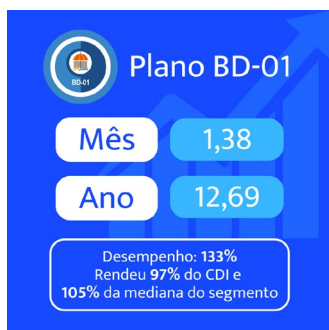 BD-01
Plano BD-01
Mês 1,38
Ano 12,69
Desempenho: 133%
Rendeu 97% do CDI e
105% da mediana do segmento